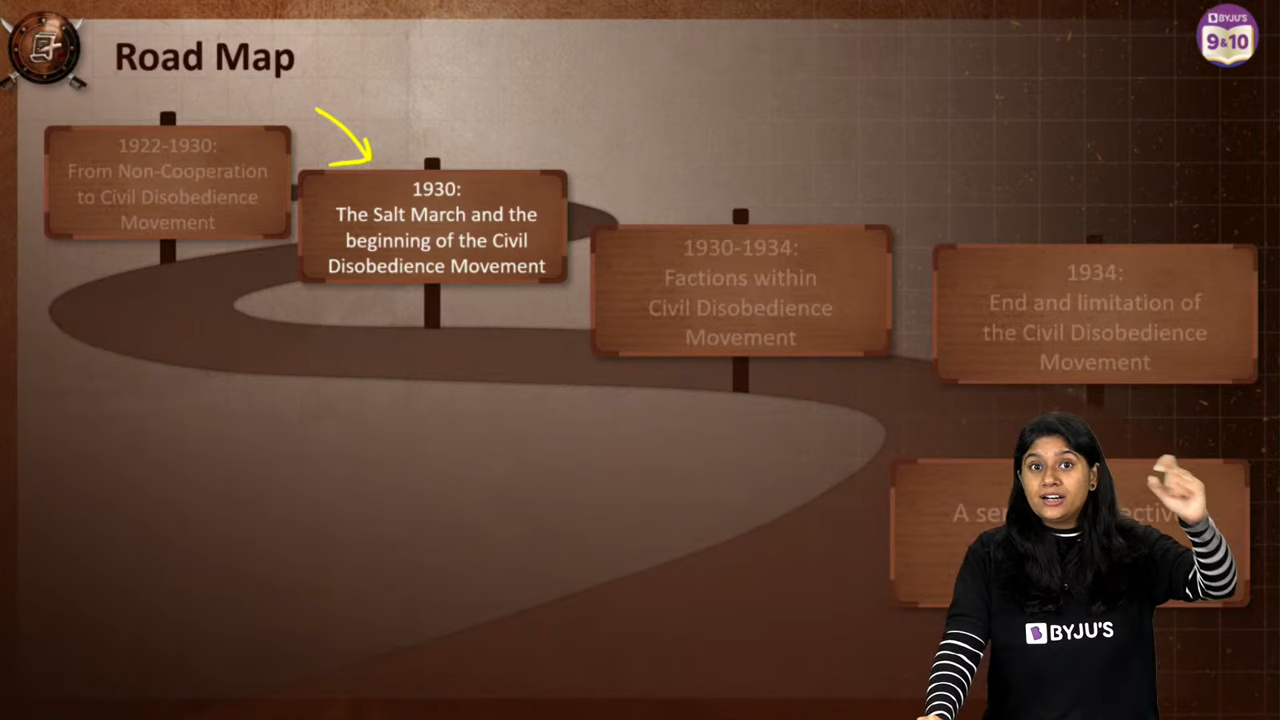 Road Map
BYJU'S
9&10
1922-1930:
From Non-Cooperation
to Civil Disobedience
Movement
1930:
The Salt March and the
beginning of the Civil
Disobedience Movement
1930-1934:
Factions within
Civil Disobedience
Movement
1934:
End and limitation of
the Civil Disobedience
Movement
A
BYJU'S